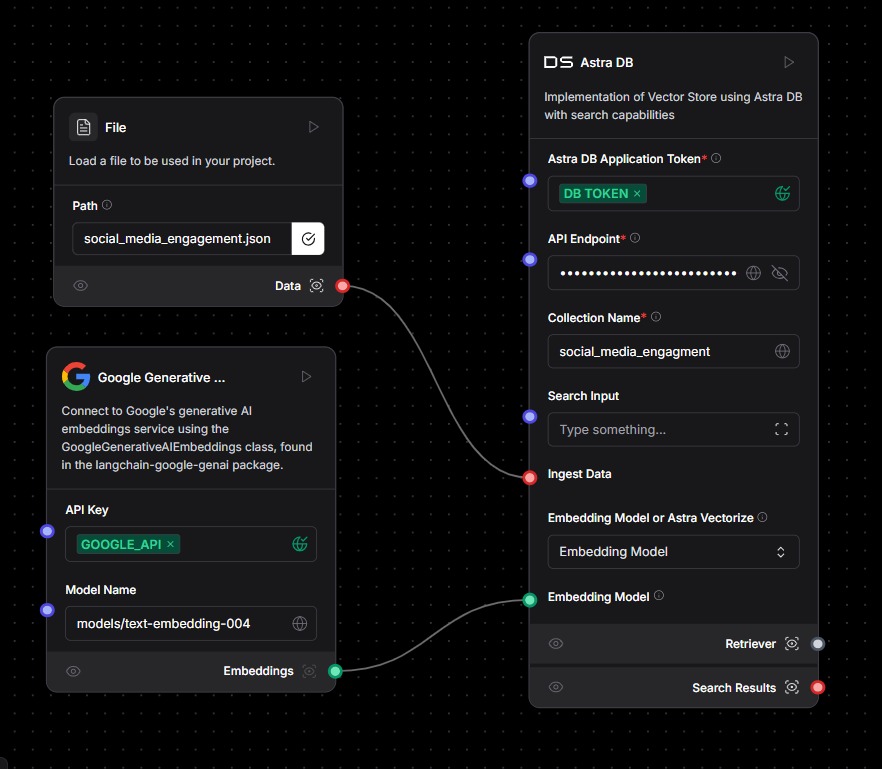 File
Load a file to be used in your project.
Path
social_media_engagement.json
Data
Google Generative ...
Connect to Google's generative AI
embeddings service using the
GoogleGenerativeAIEmbeddings class, found
in the langchain-google-genai package.
API Key
GOOGLE_API ×
Model Name
models/text-embedding-004
Embeddings
DS Astra DB
Implementation of Vector Store using Astra DB
with search capabilities
Astra DB Application Token*
DB TOKEN ×
API Endpoint*
••••••••••••••••••••••••
Collection Name*
social_media_engagment
Search Input
Type something...
Ingest Data
Embedding Model or Astra Vectorize
Embedding Model
Embedding Model
Retriever
Search Results